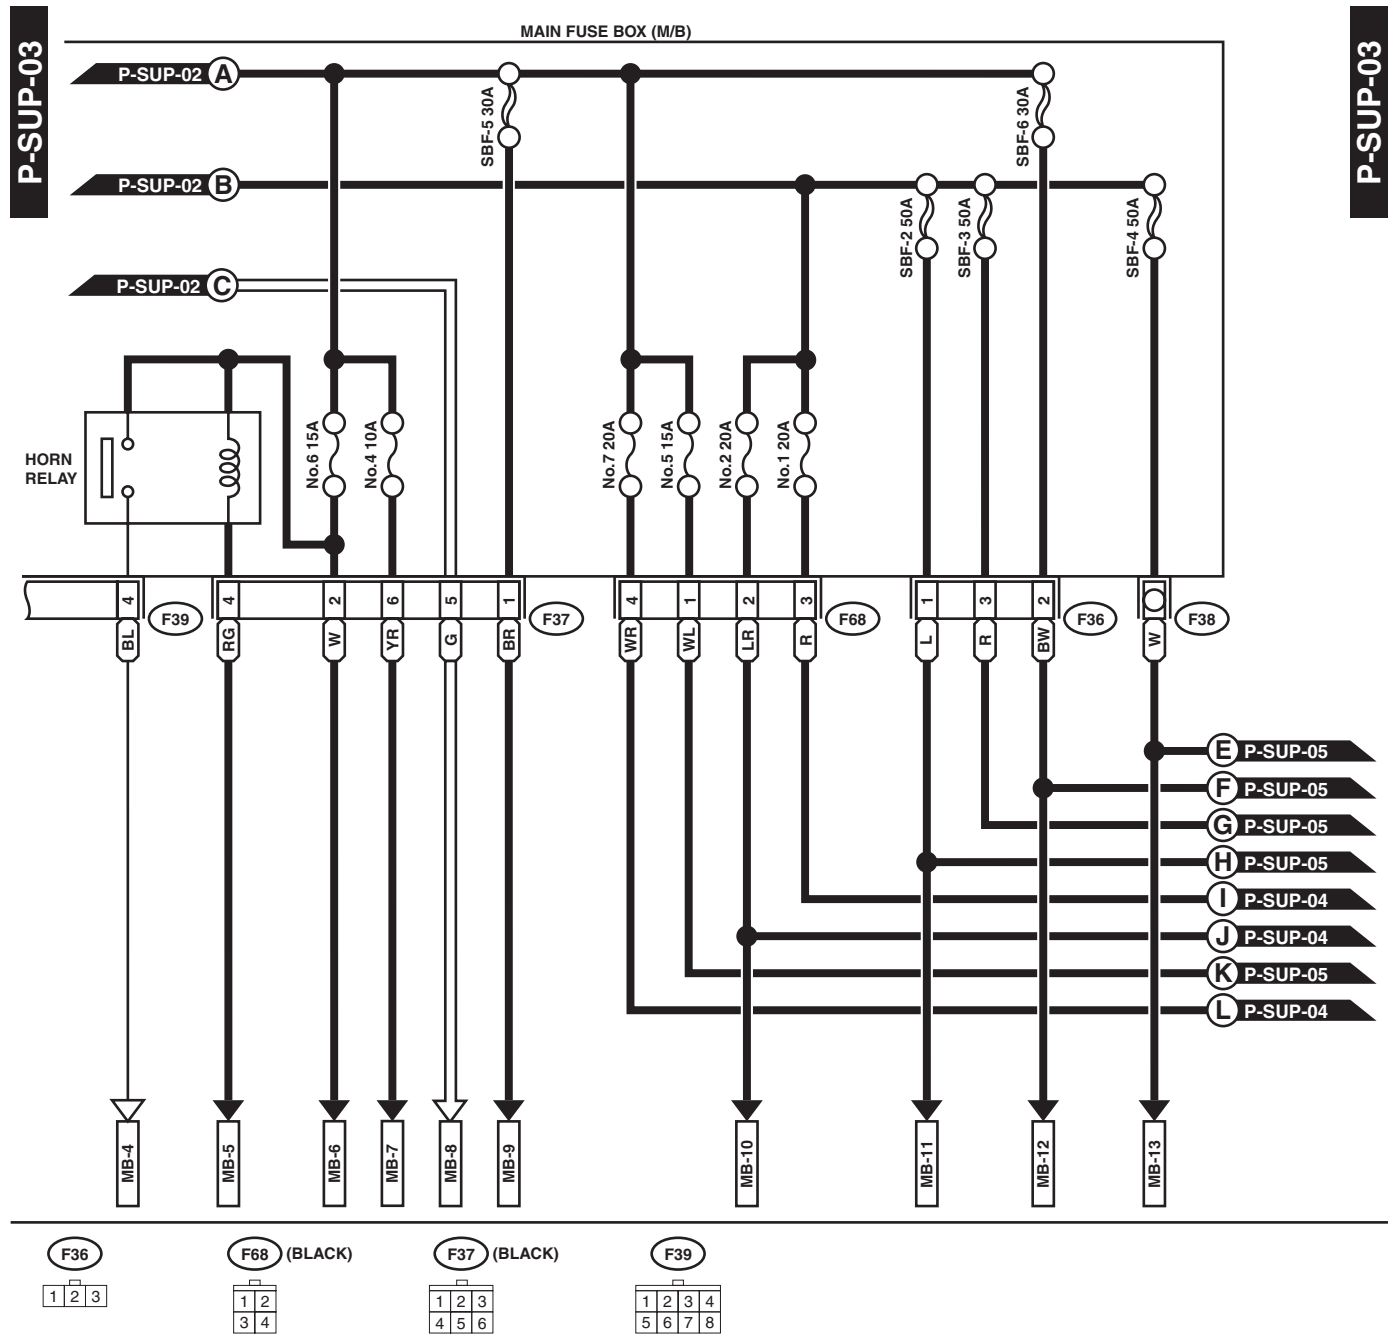 P-SUP-03
P-SUP-03
MAIN FUSE BOX (M/B)
P-SUP-02 A
SBF-5 30A
SBF-6 30A
P-SUP-02 B
SBF-2 50A
SBF-3 50A
SBF-4 50A
P-SUP-02 C
HORN
RELAY
No.6 15A
No.4 10A
No.7 20A
No.5 15A
No.2 20A
No.1 20A
4 F39 4 2 6 5 1 F37 4 1 2 3 F68 1 3 2 F36 F38
BL RG W YR G BR WR WL LR R L R BW W
E P-SUP-05
F P-SUP-05
G P-SUP-05
H P-SUP-05
I P-SUP-04
J P-SUP-04
K P-SUP-05
L P-SUP-04
MB-4 MB-5 MB-6 MB-7 MB-8 MB-9 MB-10 MB-11 MB-12 MB-13
F36 F68 (BLACK) F37 (BLACK) F39
1 2 3
1 2
3 4
1 2 3
4 5 6
1 2 3 4
5 6 7 8